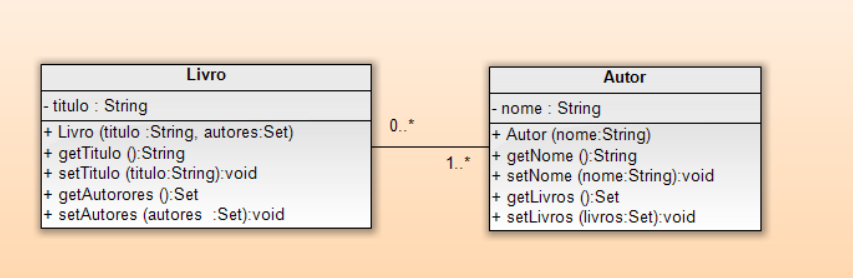 Livro
- titulo : String
+ Livro (titulo :String, autores:Set)
+ getTitulo ():String
+ setTitulo (titulo:String):void
+ getAutorores ():Set
+ setAutores (autores :Set):void
0..*
1..*
Autor
- nome : String
+ Autor (nome:String)
+ getNome ():String
+ setNome (nome:String):void
+ getLivros ():Set
+ setLivros (livros:Set):void